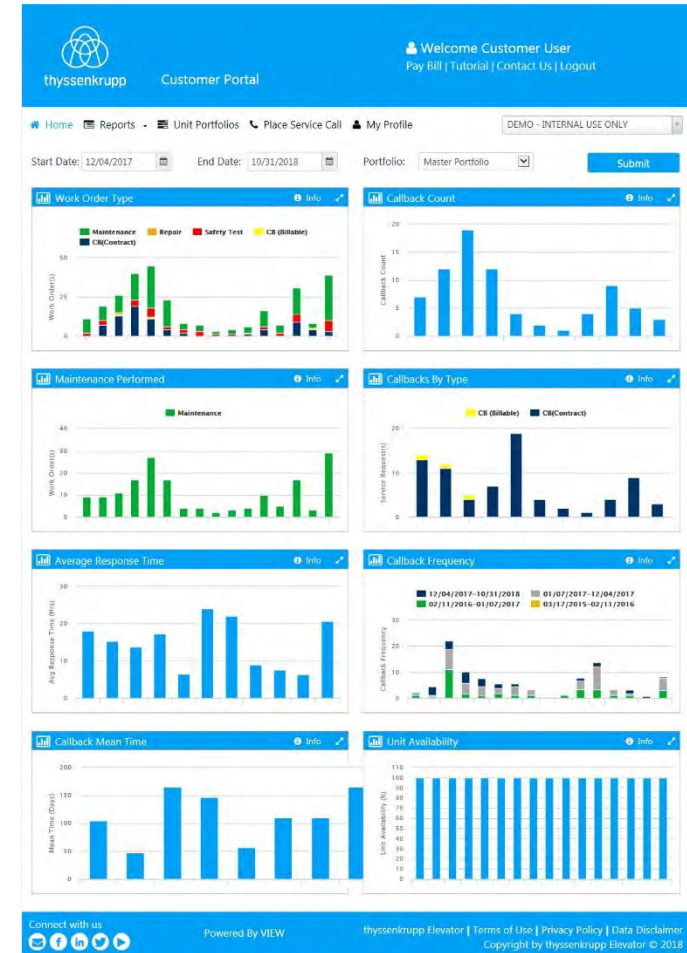 thyssenkrupp
Customer Portal
Welcome Customer User
Pay Bill | Tutorial | Contact Us | Logout
Home Reports Unit Portfolios Place Service Call My Profile DEMO - INTERNAL USE ONLY
Start Date: 12/04/2017 End Date: 10/31/2018 Portfolio: Master Portfolio Submit
Work Order Type Info
Maintenance Repair Safety Test CB (Billable)
CB(Contract)
50
25
0
Work Order(s)
Callback Count Info
20
15
10
5
0
Callback Count
Maintenance Performed Info
Maintenance
40
30
20
10
0
Work Order(s)
Callbacks By Type Info
CB (Billable) CB(Contract)
20
10
0
Service Request(s)
Average Response Time Info
30
20
10
0
Avg Response Time (Hrs)
Callback Frequency Info
12/04/2017-10/31/2018 01/07/2017-12/04/2017
02/11/2016-01/07/2017 03/17/2015-02/11/2016
30
20
10
0
Callback Frequency
Callback Mean Time Info
200
150
100
50
0
Mean Time (Days)
Unit Availability Info
110
100
90
80
70
60
50
40
30
20
10
0
Unit Availability (%)
Connect with us
Powered By VIEW
thyssenkrupp Elevator | Terms of Use | Privacy Policy | Data Disclaimer
Copyright by thyssenkrupp Elevator © 2018